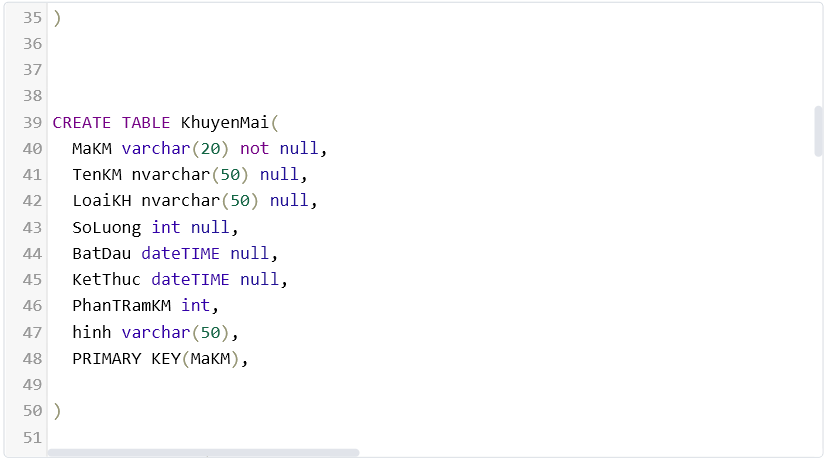 35 )
36
37
38
39 CREATE TABLE KhuyenMai(
40 MaKM varchar(20) not null,
41 TenKM nvarchar(50) null,
42 LoaiKH nvarchar(50) null,
43 SoLuong int null,
44 BatDau dateTIME null,
45 KetThuc dateTIME null,
46 PhanTRamKM int,
47 hinh varchar(50),
48 PRIMARY KEY(MaKM),
49
50 )
51